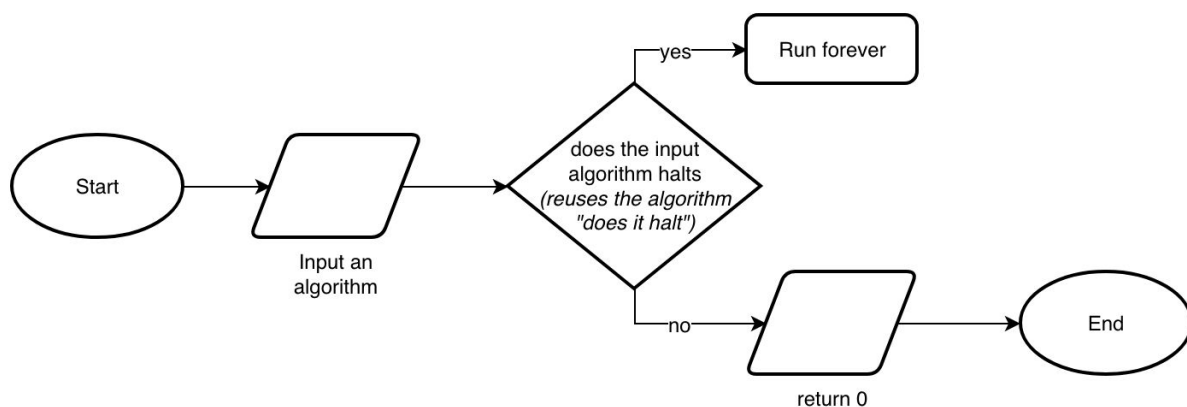 Start
Input an
algorithm
does the input
algorithm halts
(reuses the algorithm
"does it halt")
yes
Run forever
no
return 0
End